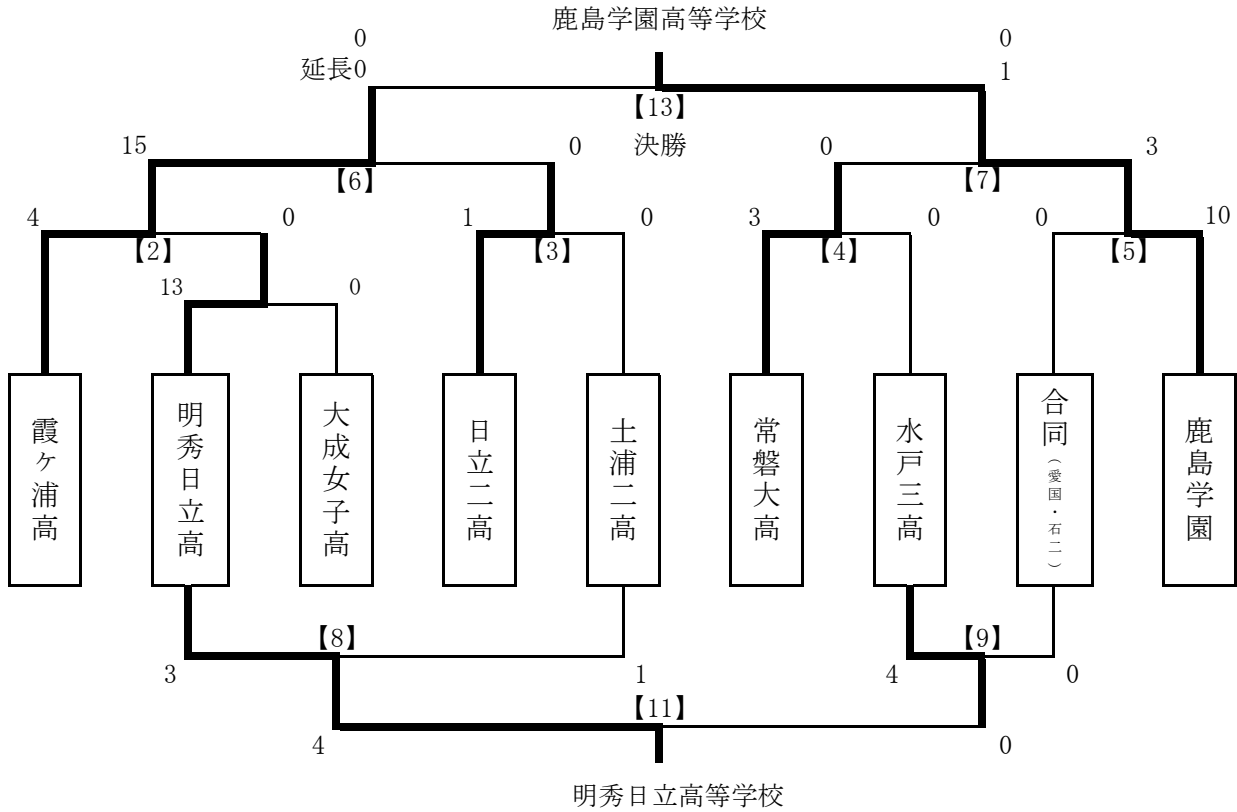 鹿島学園高等学校
0 0
延長0 1
【13】
決勝
15 0 0 3
【6】 【7】
4 0 1 0 3 0 0 10
【2】 【3】 【4】 【5】
13 0
霞ヶ浦高
明秀日立高
大成女子高
日立二高
土浦二高
常磐大高
水戸三高
合同（愛国・石二）
鹿島学園
【8】 【9】
3 1 4 0
【11】
4 0
明秀日立高等学校